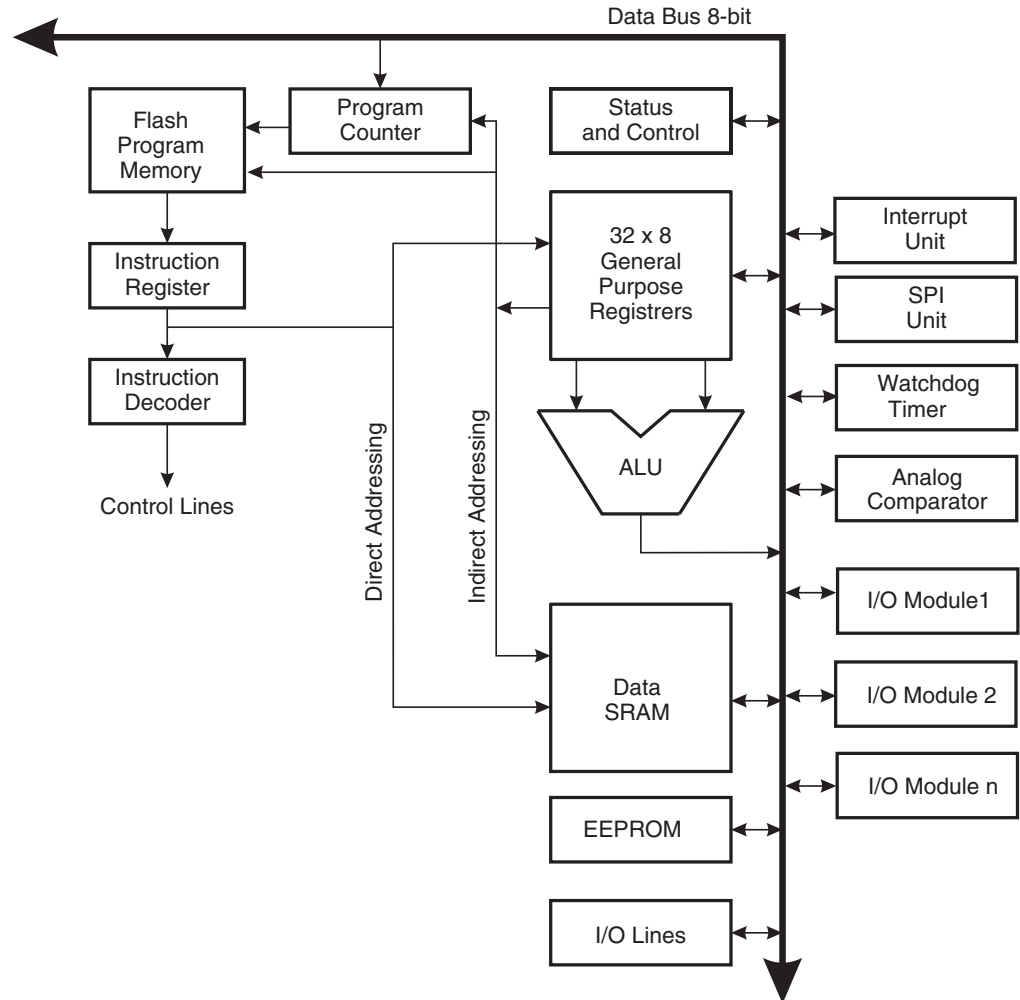 Data Bus 8-bit
Flash
Program
Memory
Program
Counter
Status
and Control
32 x 8
General
Purpose
Registrers
Interrupt
Unit
Instruction
Register
SPI
Unit
Instruction
Decoder
Watchdog
Timer
Direct Addressing
Indirect Addressing
ALU
Analog
Comparator
Control Lines
I/O Module1
Data
SRAM
I/O Module 2
I/O Module n
EEPROM
I/O Lines